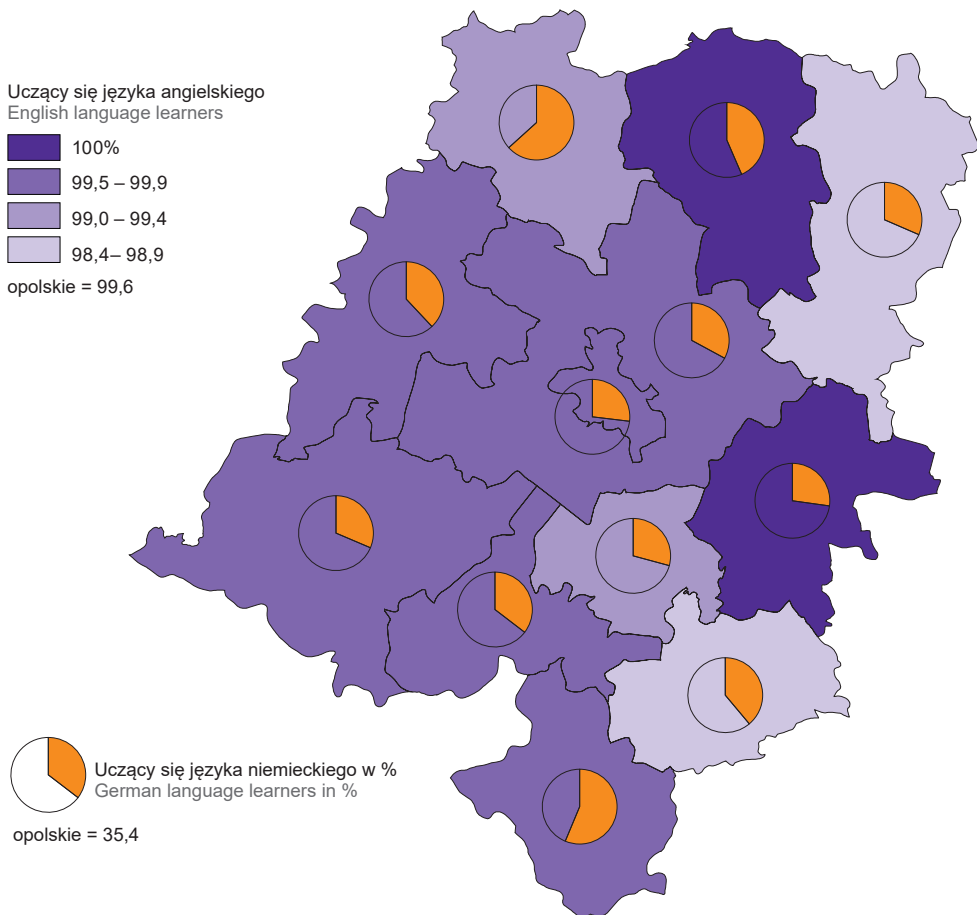 Uczący się języka angielskiego
English language learners
100%
99,5 – 99,9
99,0 – 99,4
98,4– 98,9
opolskie = 99,6
Uczący się języka niemieckiego w %
German language learners in %
opolskie = 35,4